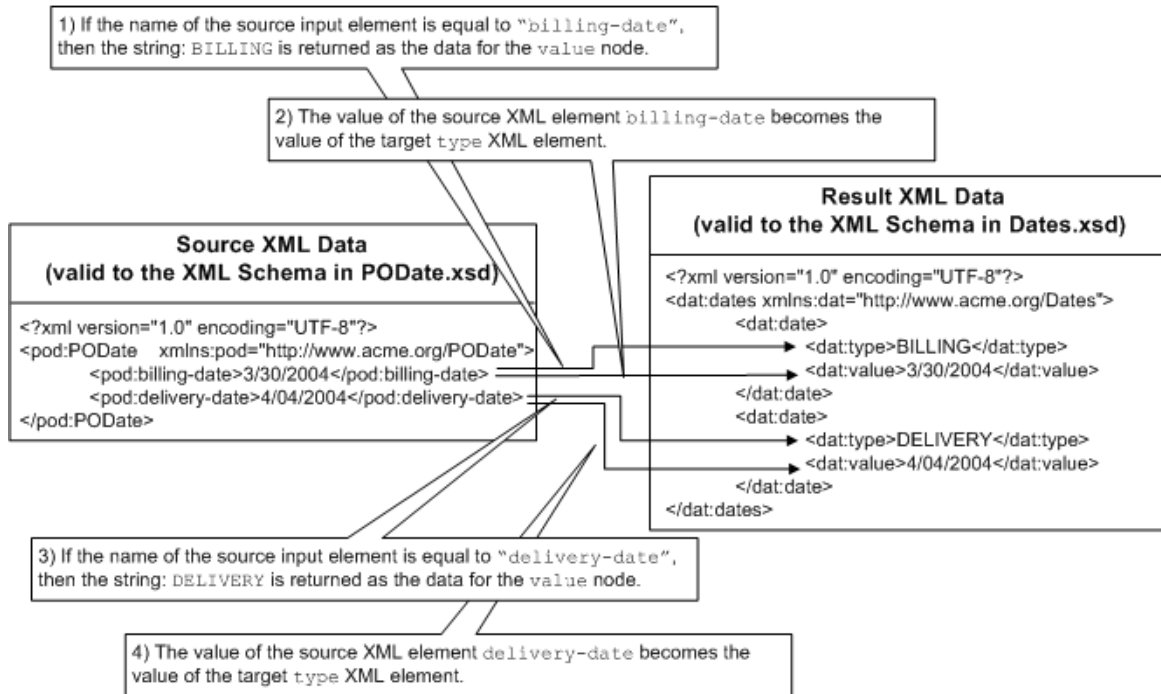 1) If the name of the source input element is equal to “billing-date”,
then the string: BILLING is returned as the data for the value node.
2) The value of the source XML element billing-date becomes the
value of the target type XML element.
Source XML Data
(valid to the XML Schema in PODate.xsd)
<?xml version="1.0" encoding="UTF-8"?>
<pod:PODate xmlns:pod="http://www.acme.org/PODate">
<pod:billing-date>3/30/2004</pod:billing-date>
<pod:delivery-date>4/04/2004</pod:delivery-date>
</pod:PODate>
Result XML Data
(valid to the XML Schema in Dates.xsd)
<?xml version="1.0" encoding="UTF-8"?>
<dat:dates xmlns:dat="http://www.acme.org/Dates">
<dat:date>
<dat:type>BILLING</dat:type>
<dat:value>3/30/2004</dat:value>
</dat:date>
<dat:date>
<dat:type>DELIVERY</dat:type>
<dat:value>4/04/2004</dat:value>
</dat:date>
</dat:dates>
3) If the name of the source input element is equal to “delivery-date”,
then the string: DELIVERY is returned as the data for the value node.
4) The value of the source XML element delivery-date becomes the
value of the target type XML element.